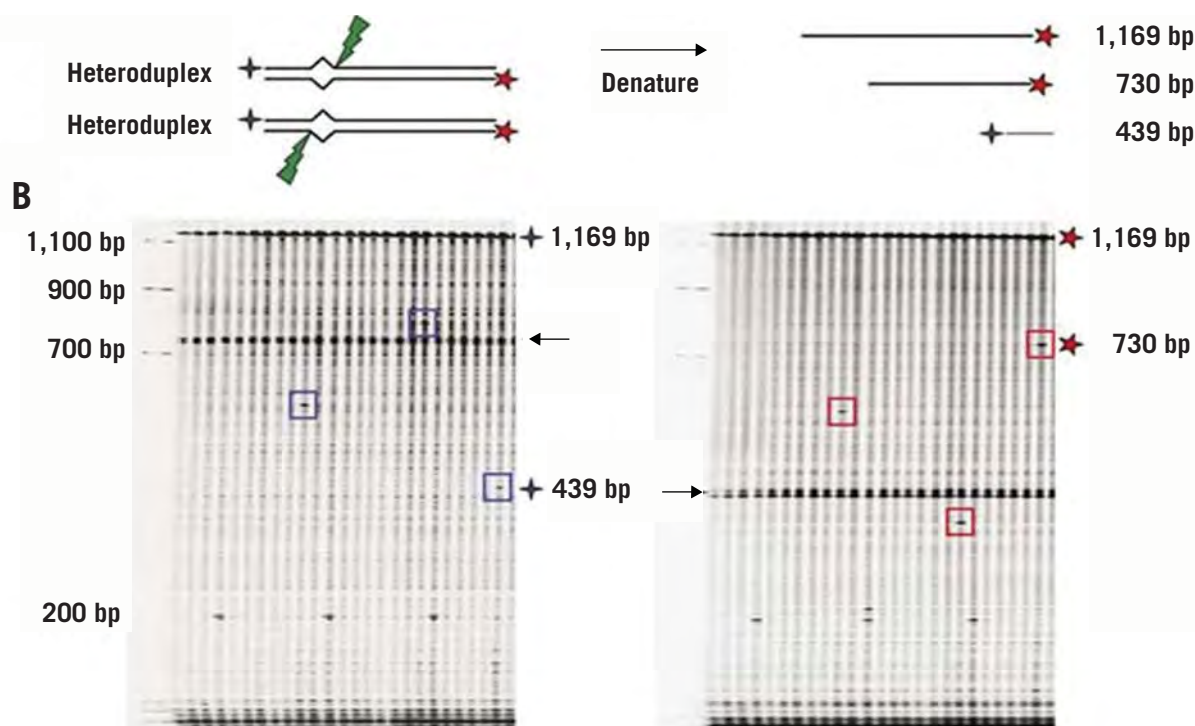 1,169 bp
Heteroduplex
Denature
730 bp
Heteroduplex
439 bp
B
1,100 bp
1,169 bp
1,169 bp
900 bp
700 bp
730 bp
439 bp
200 bp